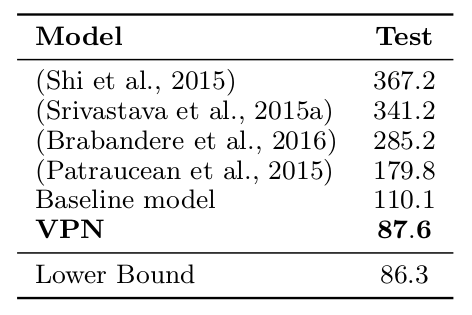 Model Test
(Shi et al., 2015) 367.2
(Srivastava et al., 2015a) 341.2
(Brabandere et al., 2016) 285.2
(Patraucean et al., 2015) 179.8
Baseline model 110.1
VPN 87.6
Lower Bound 86.3